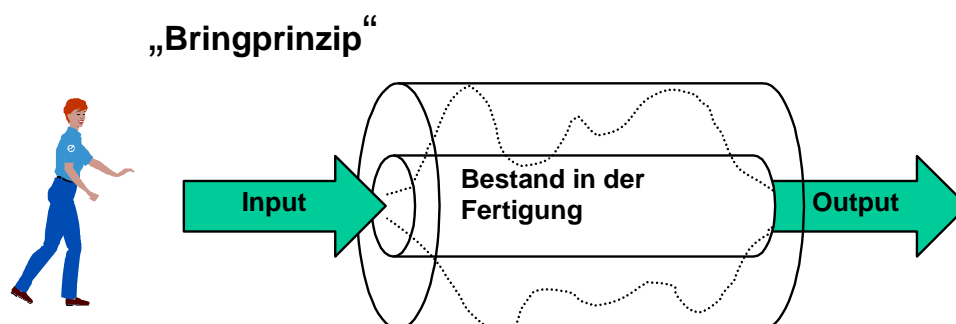 „Bringprinzip“
Input
Bestand in der
Fertigung
Output